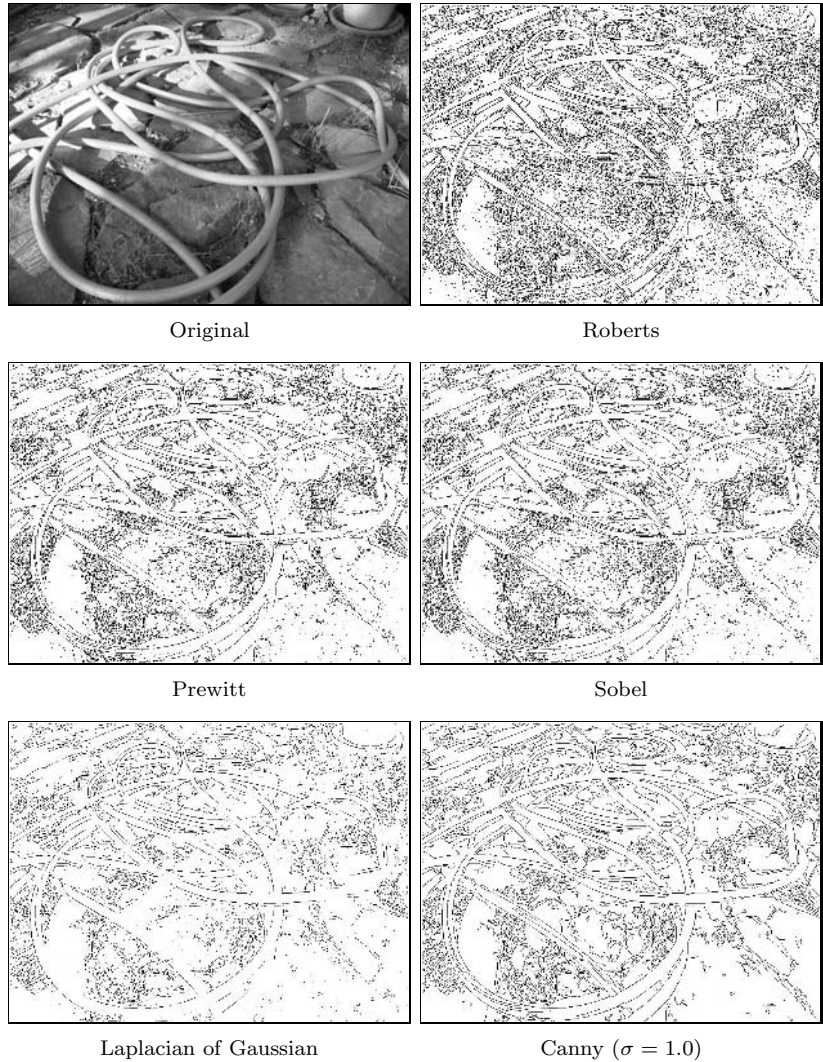 Original
Roberts
Prewitt
Sobel
Laplacian of Gaussian
Canny (σ = 1.0)